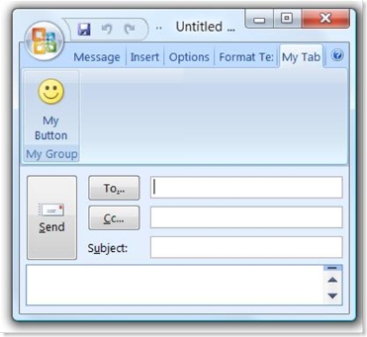 Untitled ...
Message Insert Options Format Te: My Tab
My
Button
My Group
Send
To...
Cc...
Subject: